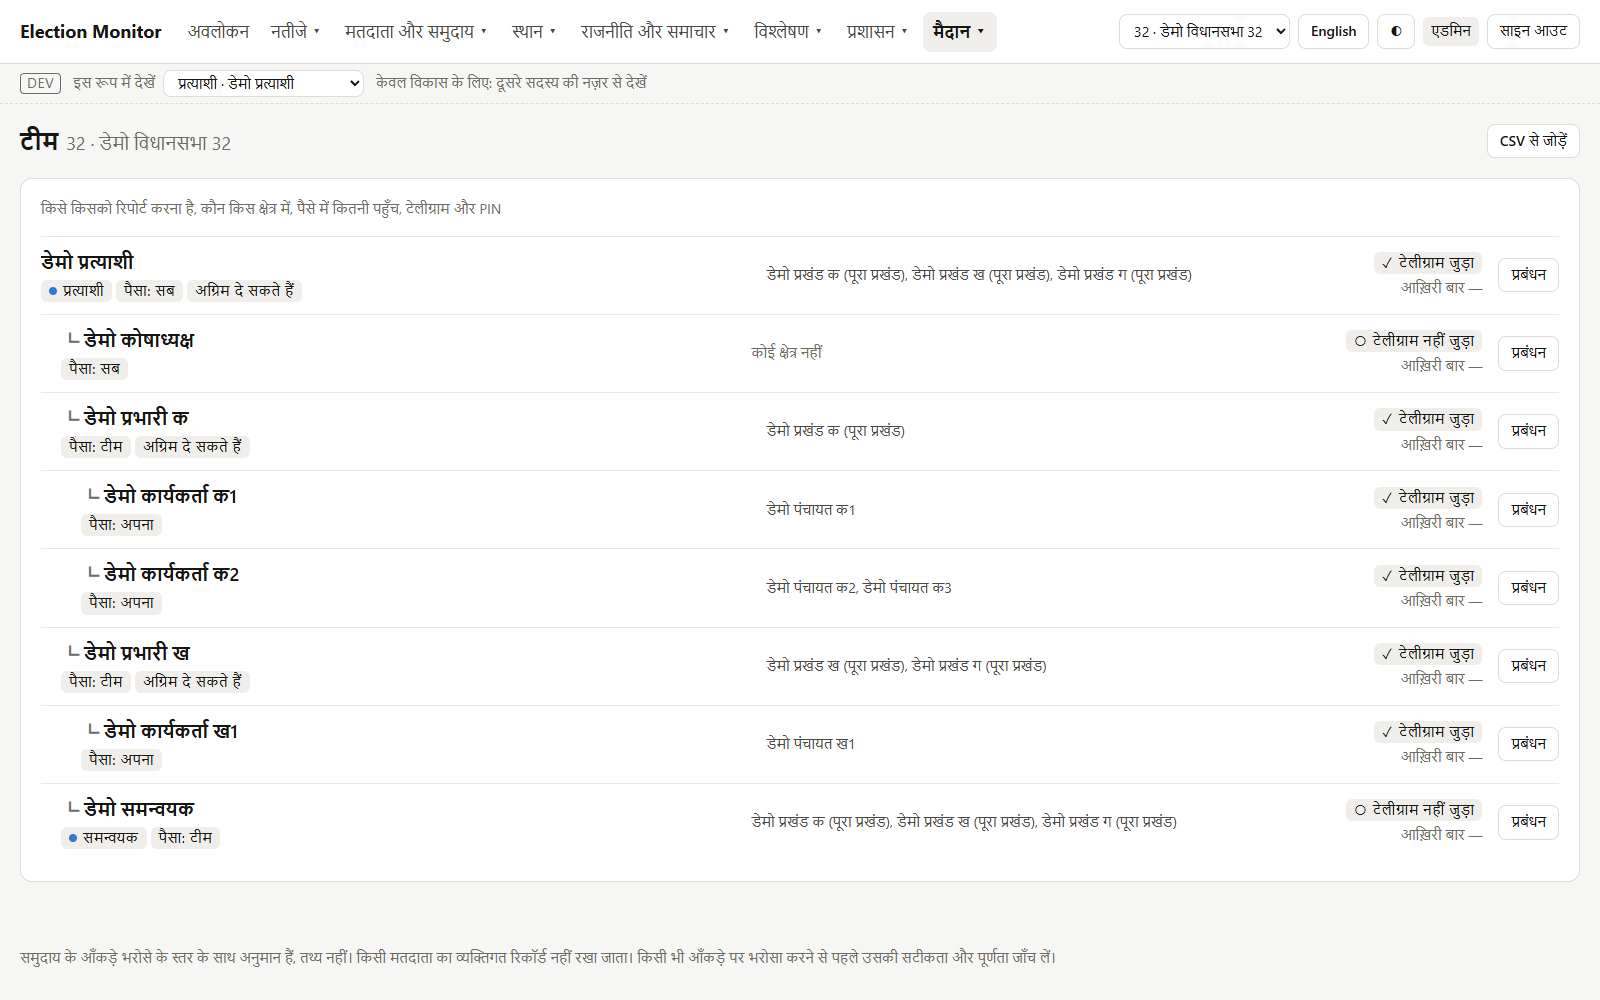 Election Monitor अवलोकन नतीजे ▾ मतदाता और समुदाय ▾ स्थान ▾ राजनीति और समाचार ▾ विश्लेषण ▾ प्रशासन ▾ मैदान ▾ 32 · डेमो विधानसभा 32 English एडमिन साइन आउट
DEV इस रूप में देखें प्रत्याशी · डेमो प्रत्याशी केवल विकास के लिए: दूसरे सदस्य की नज़र से देखें
टीम 32 · डेमो विधानसभा 32 CSV से जोड़ें
किसे किसको रिपोर्ट करना है, कौन किस क्षेत्र में, पैसे में कितनी पहुँच, टेलीग्राम और PIN
डेमो प्रत्याशी
प्रत्याशी पैसा: सब अग्रिम दे सकते हैं
डेमो प्रखंड क (पूरा प्रखंड), डेमो प्रखंड ख (पूरा प्रखंड), डेमो प्रखंड ग (पूरा प्रखंड)
✓ टेलीग्राम जुड़ा
आख़िरी बार —
प्रबंधन
डेमो कोषाध्यक्ष
पैसा: सब
कोई क्षेत्र नहीं
○ टेलीग्राम नहीं जुड़ा
आख़िरी बार —
प्रबंधन
डेमो प्रभारी क
पैसा: टीम अग्रिम दे सकते हैं
डेमो प्रखंड क (पूरा प्रखंड)
✓ टेलीग्राम जुड़ा
आख़िरी बार —
प्रबंधन
डेमो कार्यकर्ता क1
पैसा: अपना
डेमो पंचायत क1
✓ टेलीग्राम जुड़ा
आख़िरी बार —
प्रबंधन
डेमो कार्यकर्ता क2
पैसा: अपना
डेमो पंचायत क2, डेमो पंचायत क3
✓ टेलीग्राम जुड़ा
आख़िरी बार —
प्रबंधन
डेमो प्रभारी ख
पैसा: टीम अग्रिम दे सकते हैं
डेमो प्रखंड ख (पूरा प्रखंड), डेमो प्रखंड ग (पूरा प्रखंड)
✓ टेलीग्राम जुड़ा
आख़िरी बार —
प्रबंधन
डेमो कार्यकर्ता ख1
पैसा: अपना
डेमो पंचायत ख1
✓ टेलीग्राम जुड़ा
आख़िरी बार —
प्रबंधन
डेमो समन्वयक
समन्वयक पैसा: टीम
डेमो प्रखंड क (पूरा प्रखंड), डेमो प्रखंड ख (पूरा प्रखंड), डेमो प्रखंड ग (पूरा प्रखंड)
○ टेलीग्राम नहीं जुड़ा
आख़िरी बार —
प्रबंधन
समुदाय के आँकड़े भरोसे के स्तर के साथ अनुमान हैं, तथ्य नहीं। किसी मतदाता का व्यक्तिगत रिकॉर्ड नहीं रखा जाता। किसी भी आँकड़े पर भरोसा करने से पहले उसकी सटीकता और पूर्णता जाँच लें।